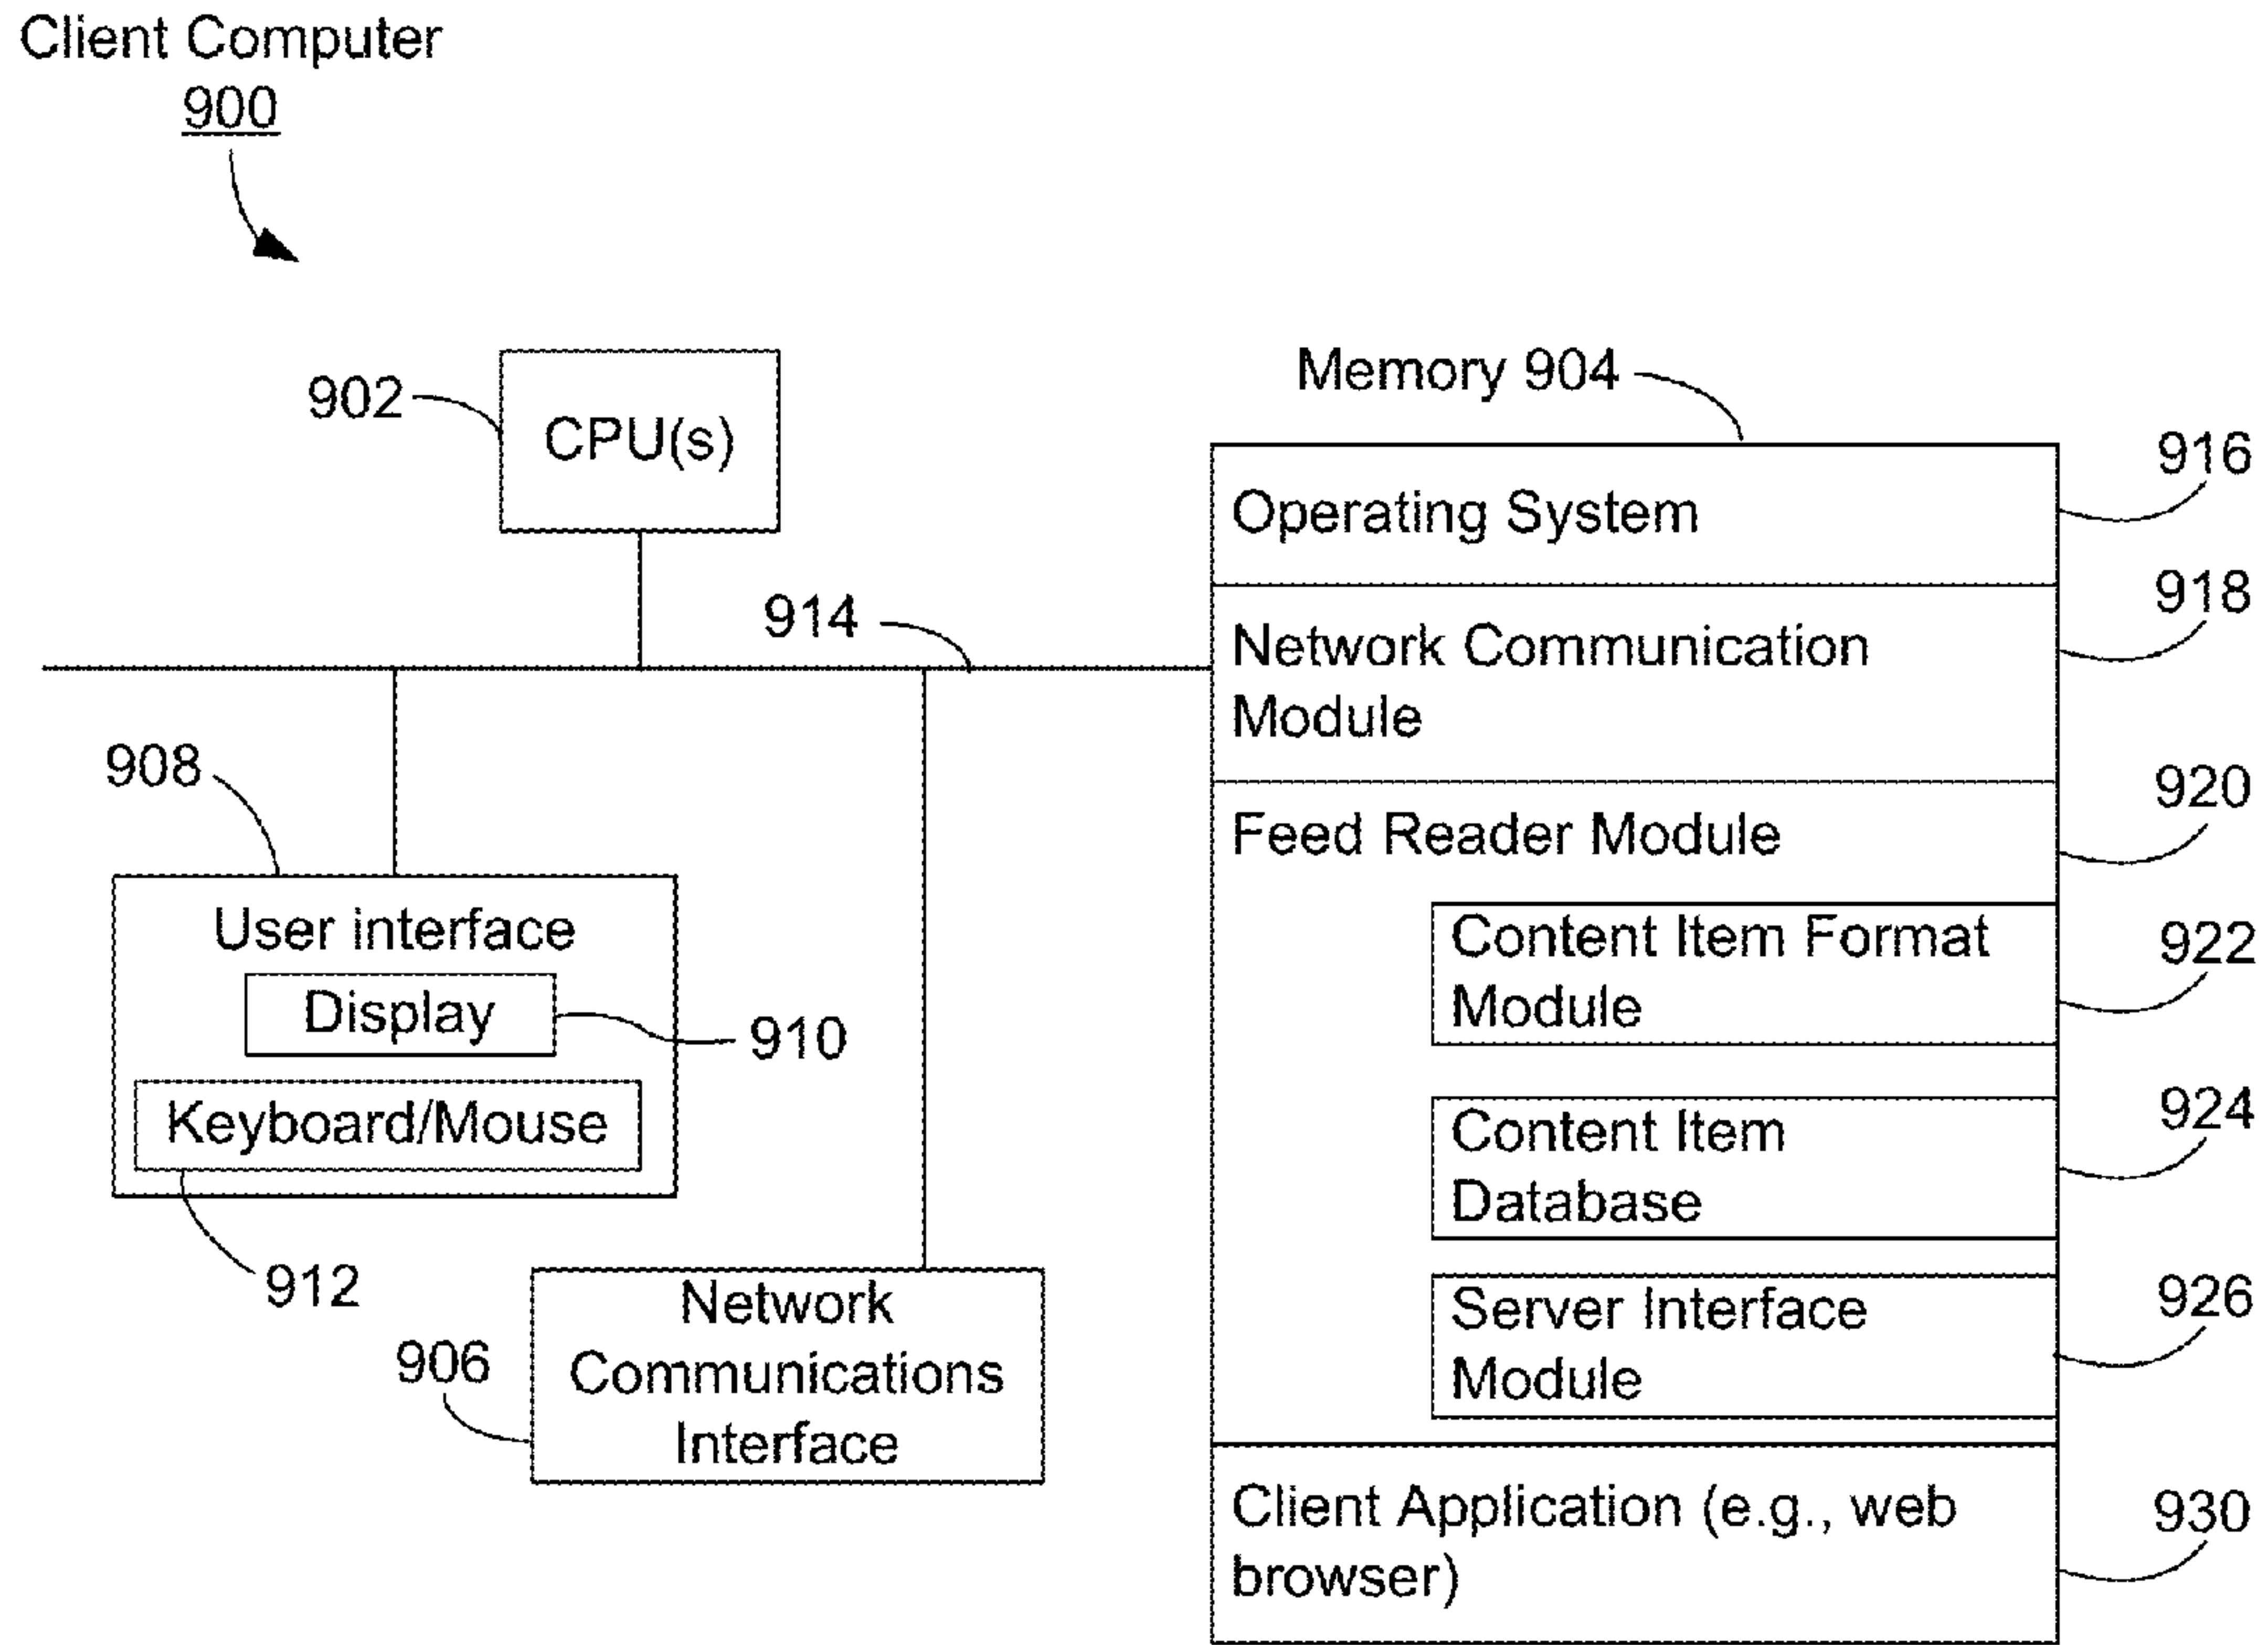 Client Computer
900
902
CPU(s)
914
908
User interface
Display
910
Keyboard/Mouse
912
906
Network
Communications
Interface
Memory 904
Operating System
916
Network Communication
Module
918
Feed Reader Module
920
Content Item Format
Module
922
Content Item
Database
924
Server Interface
Module
926
Client Application (e.g., web
browser)
930